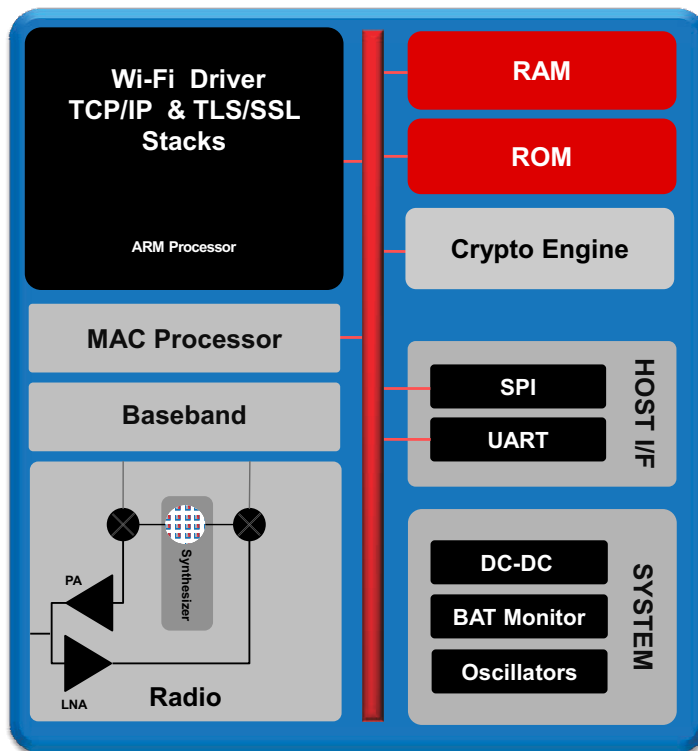 Wi-Fi Driver
TCP/IP & TLS/SSL
Stacks
ARM Processor
MAC Processor
Baseband
Synthesizer
PA
LNA
Radio
RAM
ROM
Crypto Engine
SPI
UART
HOST I/F
DC-DC
BAT Monitor
Oscillators
SYSTEM